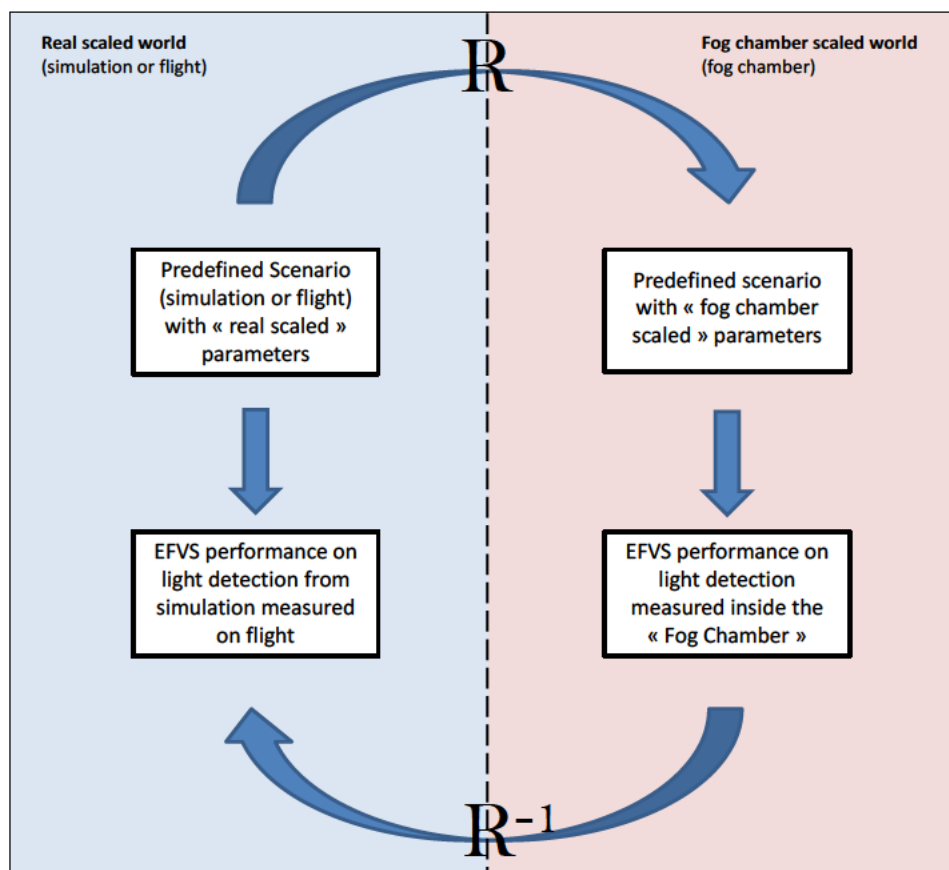 Real scaled world
(simulation or flight)
Fog chamber scaled world
(fog chamber)
R
Predefined Scenario
(simulation or flight)
with « real scaled »
parameters
Predefined scenario
with « fog chamber
scaled » parameters
EFVS performance on
light detection from
simulation measured
on flight
EFVS performance on
light detection
measured inside the
« Fog Chamber »
R⁻¹